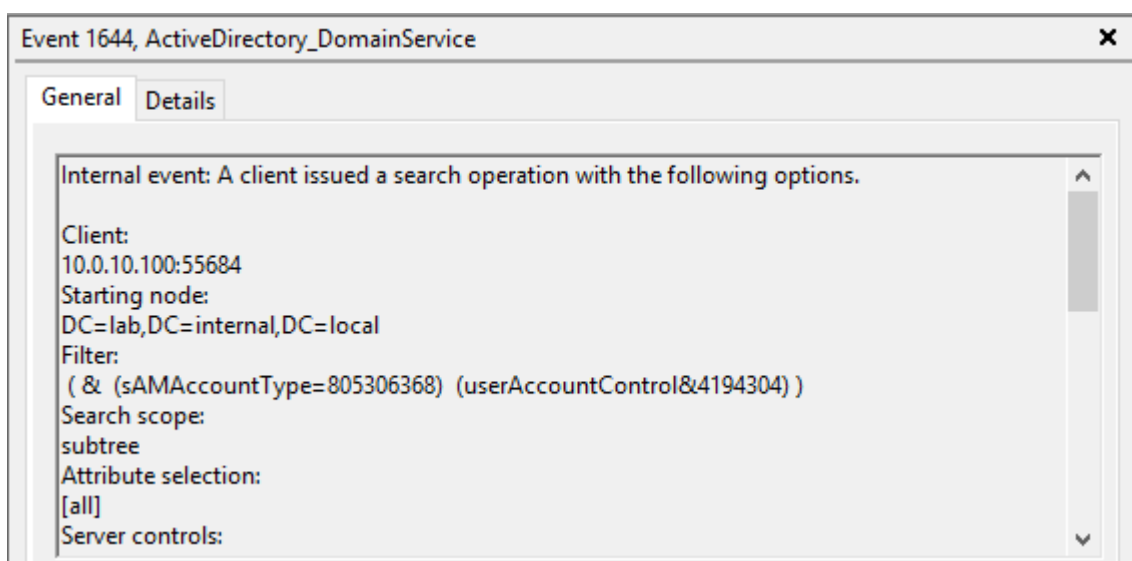 Event 1644, ActiveDirectory_DomainService
General Details
Internal event: A client issued a search operation with the following options.
Client:
10.0.10.100:55684
Starting node:
DC=lab,DC=internal,DC=local
Filter:
( & (sAMAccountType=805306368) (userAccountControl&4194304) )
Search scope:
subtree
Attribute selection:
[all]
Server controls: